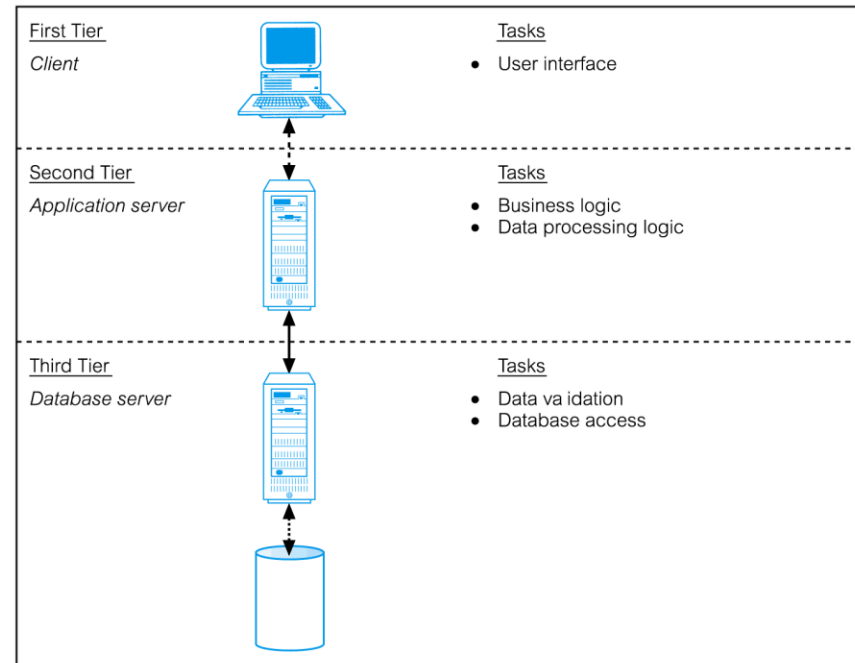 First Tier
Tasks
Client
● User interface
Second Tier
Tasks
Application server
● Business logic
● Data processing logic
Third Tier
Tasks
Database server
● Data va idation
● Database access